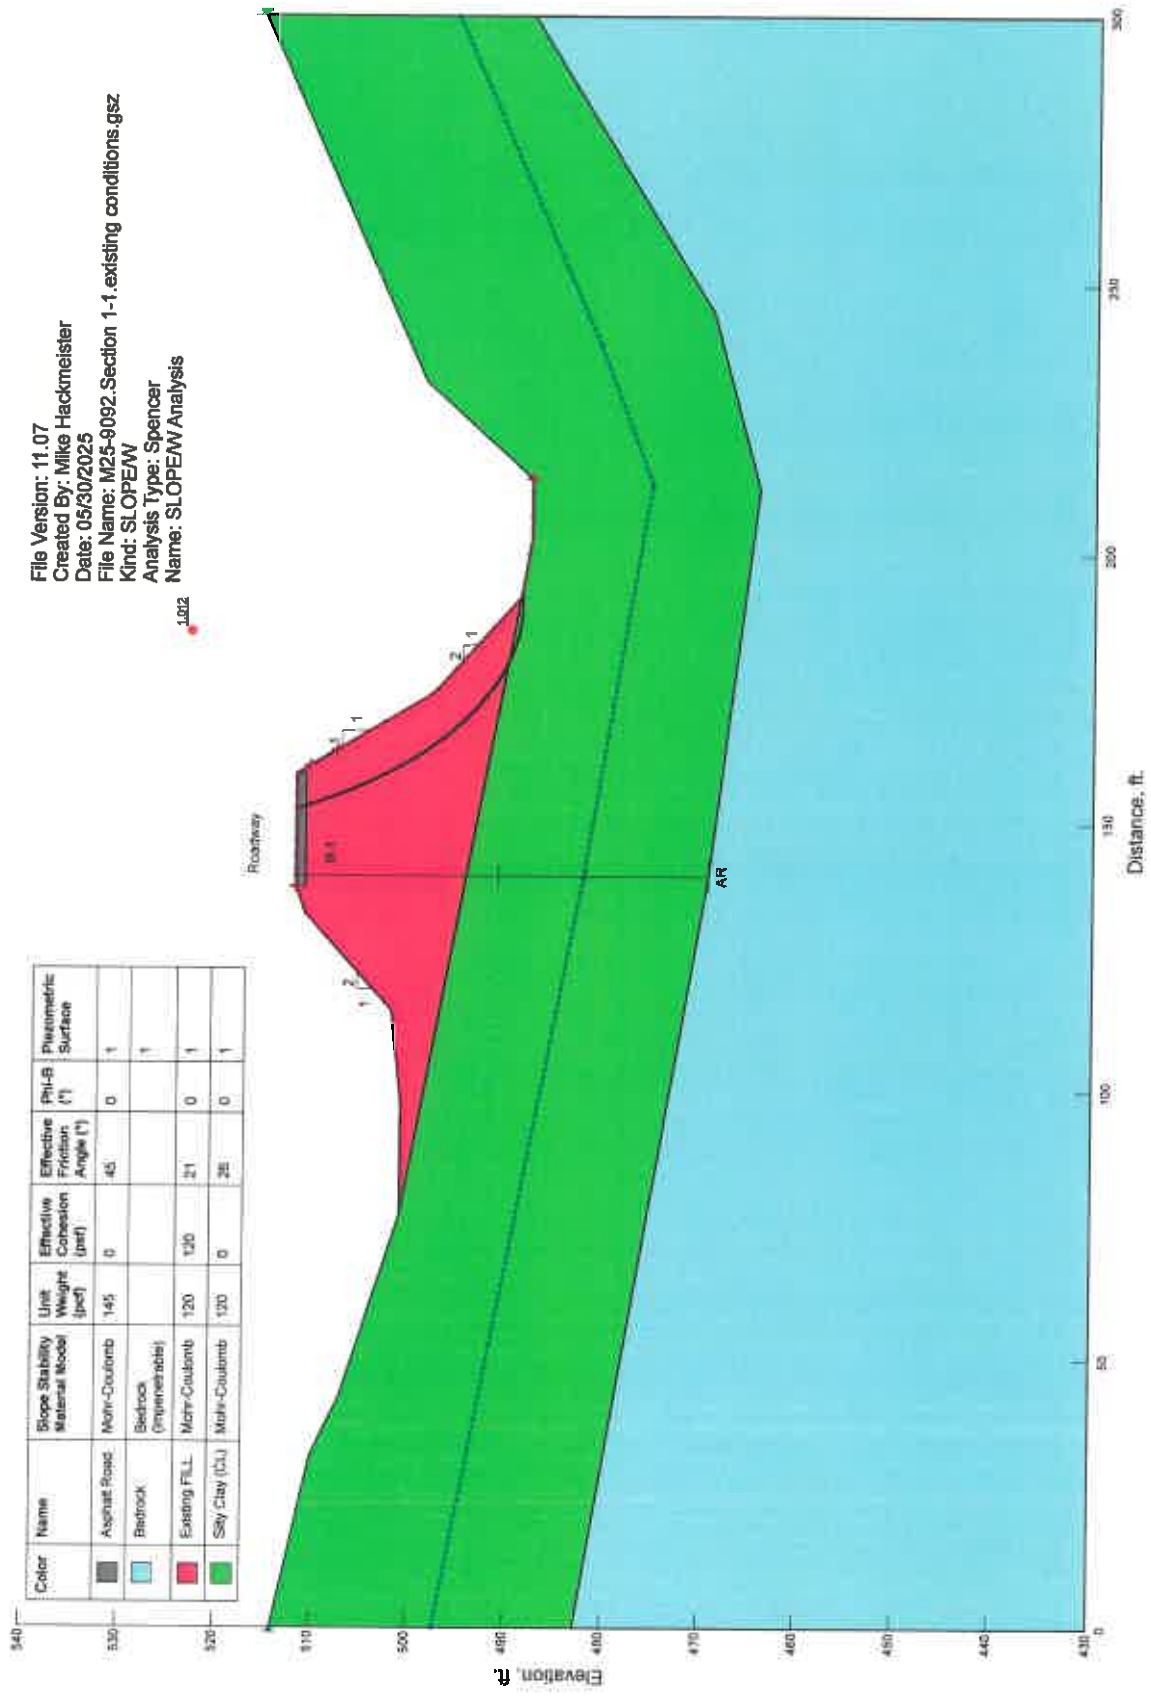 File Version: 11.07
Created By: Mike Hackmeister
Date: 05/30/2025
File Name: M25-9092.Section 1-1.existing conditions.gsz
Kind: SLOPE/W
Analysis Type: Spencer
Name: SLOPE/W Analysis
1.012
Color Name Slope Stability Material Model Unit Weight (pcf) Effective Cohesion (psf) Effective Friction Angle (°) Phi-B (°) Piezometric Surface
Asphalt Road Mohr-Coulomb 145 0 45 0 1
Bedrock Bedrock (Impenetrable) 1
Existing FILL Mohr-Coulomb 120 120 21 0 1
Silty Clay (CL) Mohr-Coulomb 120 0 26 0 1
Roadway
B-1
1
2
1
2
1
AR
540
530
520
510
500
490
480
470
460
450
440
430
Elevation, ft.
0
50
100
150
200
250
300
Distance, ft.